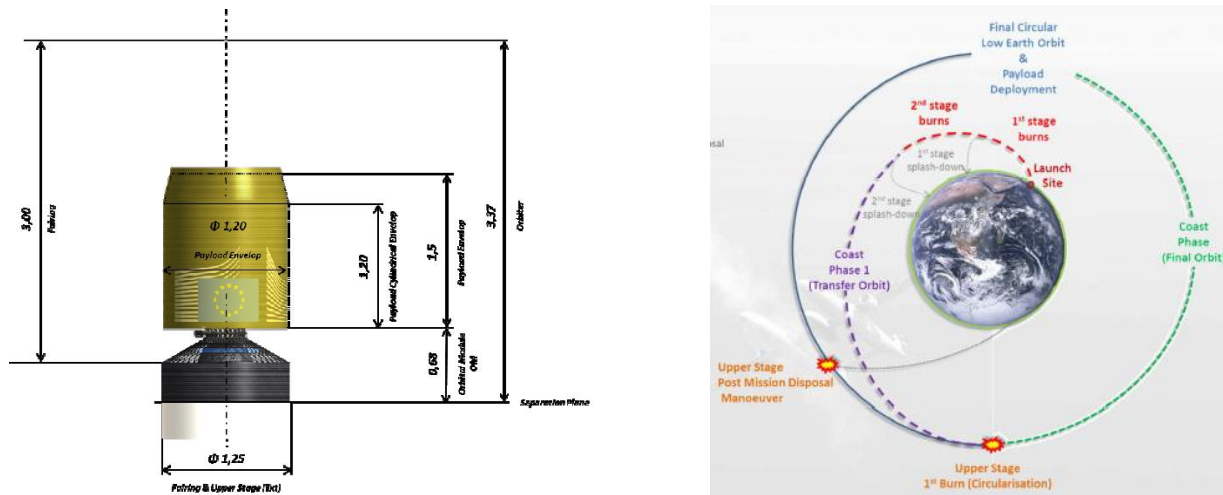 3,00
Fairing
Φ 1,20
Payload Envelop
1,20
Payload Cylindrical Envelop
1,5
Payload Envelop
3,37
Orbiter
0,68
Orbital Module
OM
Separation Plane
Φ 1,25
Fairing & Upper Stage (Ext)
Final Circular
Low Earth Orbit
&
Payload
Deployment
2nd stage
burns
1st stage
burns
1st stage
splash-down
Launch
Site
2nd stage
splash-down
Coast
Phase 1
(Transfer Orbit)
Coast
Phase
(Final Orbit)
Upper Stage
Post Mission Disposal
Manoeuver
Upper Stage
1st Burn (Circularisation)